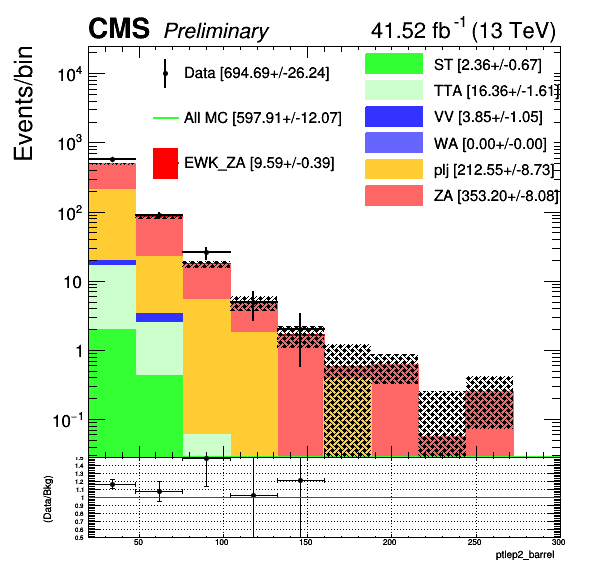 CMS Preliminary 41.52 fb⁻¹ (13 TeV)
Events/bin
Data [694.69+/-26.24]
All MC [597.91+/-12.07]
EWK_ZA [9.59+/-0.39]
ST [2.36+/-0.67]
TTA [16.36+/-1.61]
VV [3.85+/-1.05]
WA [0.00+/-0.00]
plj [212.55+/-8.73]
ZA [353.20+/-8.08]
10⁴
10³
10²
10
1
10⁻¹
(Data/Bkg)
1.5
1.4
1.3
1.2
1.1
1
0.9
0.8
0.7
0.6
0.5
50 100 150 200 250 300
ptlep2_barrel